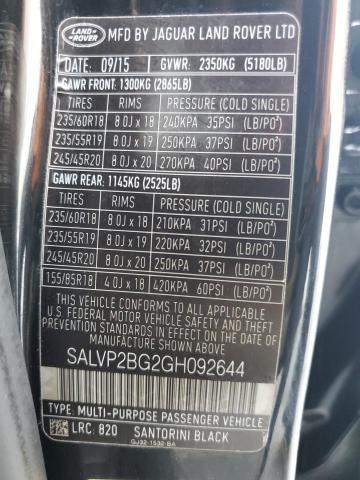 LAND ROVER
MFD BY JAGUAR LAND ROVER LTD
DATE: 09/15 GVWR: 2350KG (5180LB)
GAWR FRONT: 1300KG (2865LB)
TIRES RIMS PRESSURE (COLD SINGLE)
235/60R18 8.0J x 18 240KPA 35PSI (LB/PO²)
235/55R19 8.0J x 19 250KPA 37PSI (LB/PO²)
245/45R20 8.0J x 20 270KPA 40PSI (LB/PO²)
GAWR REAR: 1145KG (2525LB)
TIRES RIMS PRESSURE (COLD SINGLE)
235/60R18 8.0J x 18 210KPA 31PSI (LB/PO²)
235/55R19 8.0J x 19 220KPA 32PSI (LB/PO²)
245/45R20 8.0J x 20 250KPA 37PSI (LB/PO²)
155/85R18 4.0J x 18 420KPA 60PSI (LB/PO²)
THIS VEHICLE CONFORMS TO ALL APPLICABLE
U.S FEDERAL MOTOR VEHICLE SAFETY, BUMPER
AND THEFT PREVENTION STANDARDS IN EFFECT ON
THE DATE OF MANUFACTURE SHOWN ABOVE.
SALVP2BG2GH092644
TYPE: MULTI-PURPOSE PASSENGER VEHICLE
LRC: 820 SANTORINI BLACK
GJ32-1532-BA